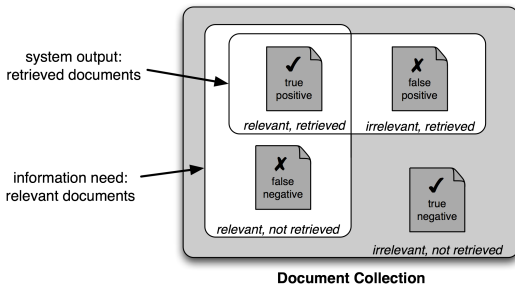 system output:
retrieved documents
✓
true
positive
✗
false
positive
relevant, retrieved
irrelevant, retrieved
information need:
relevant documents
✗
false
negative
✓
true
negative
relevant, not retrieved
irrelevant, not retrieved
Document Collection